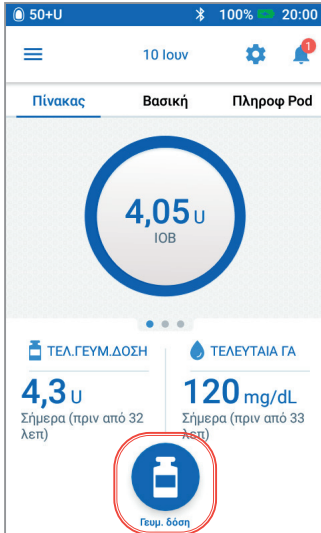 50+U 100% 20:00
10 Ιουν
1
Πίνακας Βασική Πληροφ Pod
4,05 U
IOB
ΤΕΛ.ΓΕΥΜ.ΔΟΣΗ ΤΕΛΕΥΤΑΙΑ ΓΑ
4,3 U 120 mg/dL
Σήμερα (πριν από 32 Σήμερα (πριν από 33
λεπ) λεπ)
Γευμ. δόση